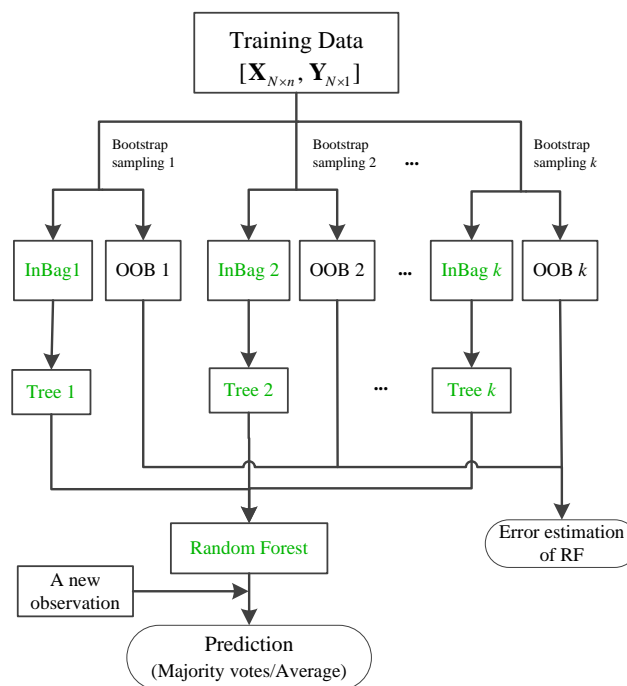 Training Data
[X_{N×n}, Y_{N×1}]
Bootstrap
sampling 1
Bootstrap
sampling 2
...
Bootstrap
sampling k
InBag1
OOB 1
InBag 2
OOB 2
...
InBag k
OOB k
Tree 1
Tree 2
...
Tree k
Random Forest
Error estimation
of RF
A new
observation
Prediction
(Majority votes/Average)